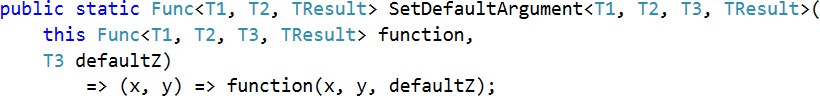 public static Func<T1, T2, TResult> SetDefaultArgument<T1, T2, T3, TResult>(
this Func<T1, T2, T3, TResult> function,
T3 defaultZ)
=> (x, y) => function(x, y, defaultZ);